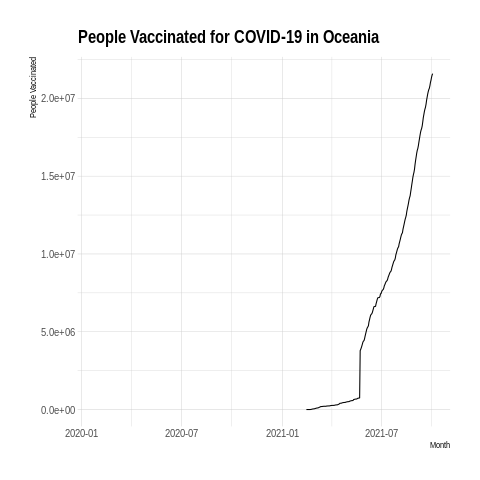 People Vaccinated for COVID-19 in Oceania
People Vaccinated
2.0e+07
1.5e+07
1.0e+07
5.0e+06
0.0e+00
2020-01 2020-07 2021-01 2021-07
Month